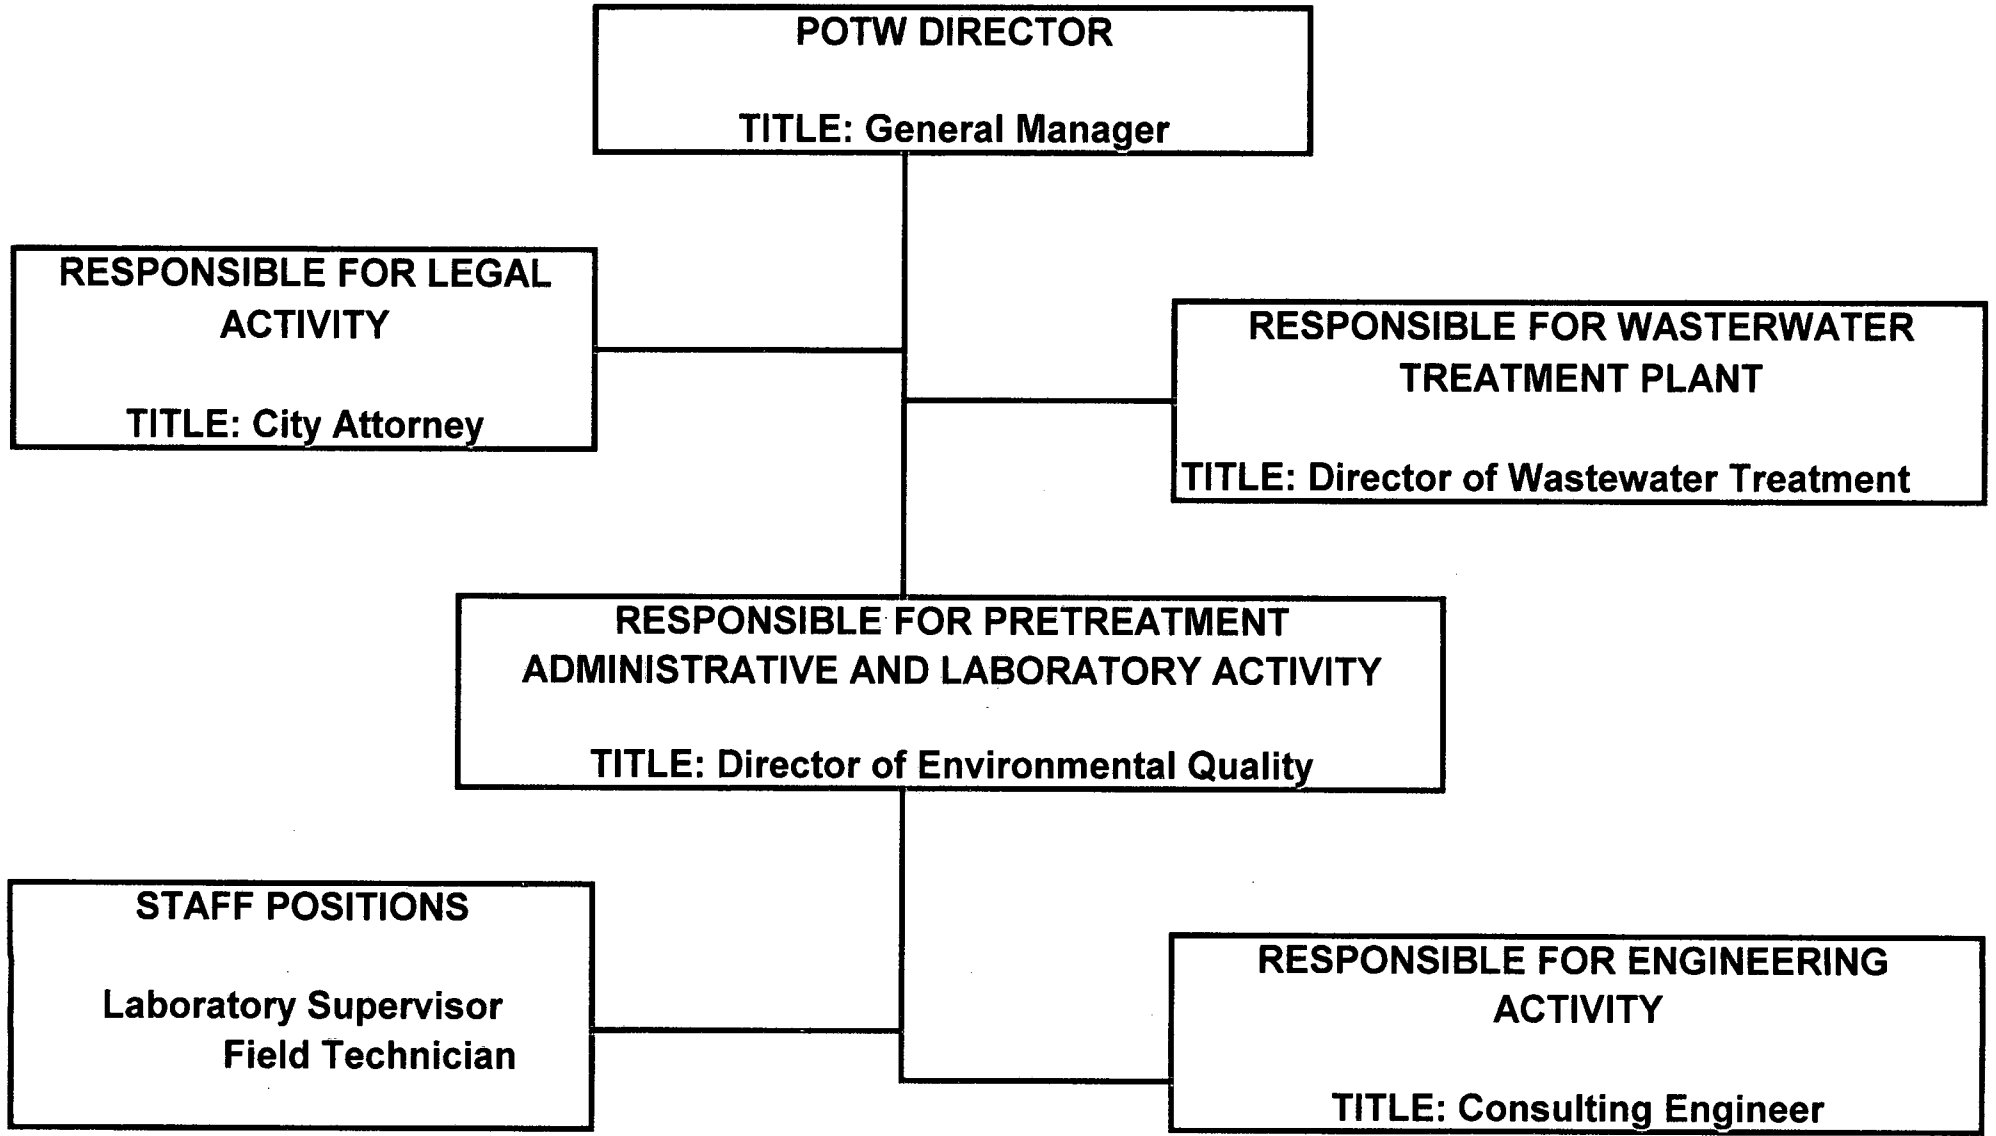 POTW DIRECTOR
TITLE: General Manager
RESPONSIBLE FOR LEGAL
ACTIVITY
TITLE: City Attorney
RESPONSIBLE FOR WASTERWATER
TREATMENT PLANT
TITLE: Director of Wastewater Treatment
RESPONSIBLE FOR PRETREATMENT
ADMINISTRATIVE AND LABORATORY ACTIVITY
TITLE: Director of Environmental Quality
STAFF POSITIONS
Laboratory Supervisor
Field Technician
RESPONSIBLE FOR ENGINEERING
ACTIVITY
TITLE: Consulting Engineer